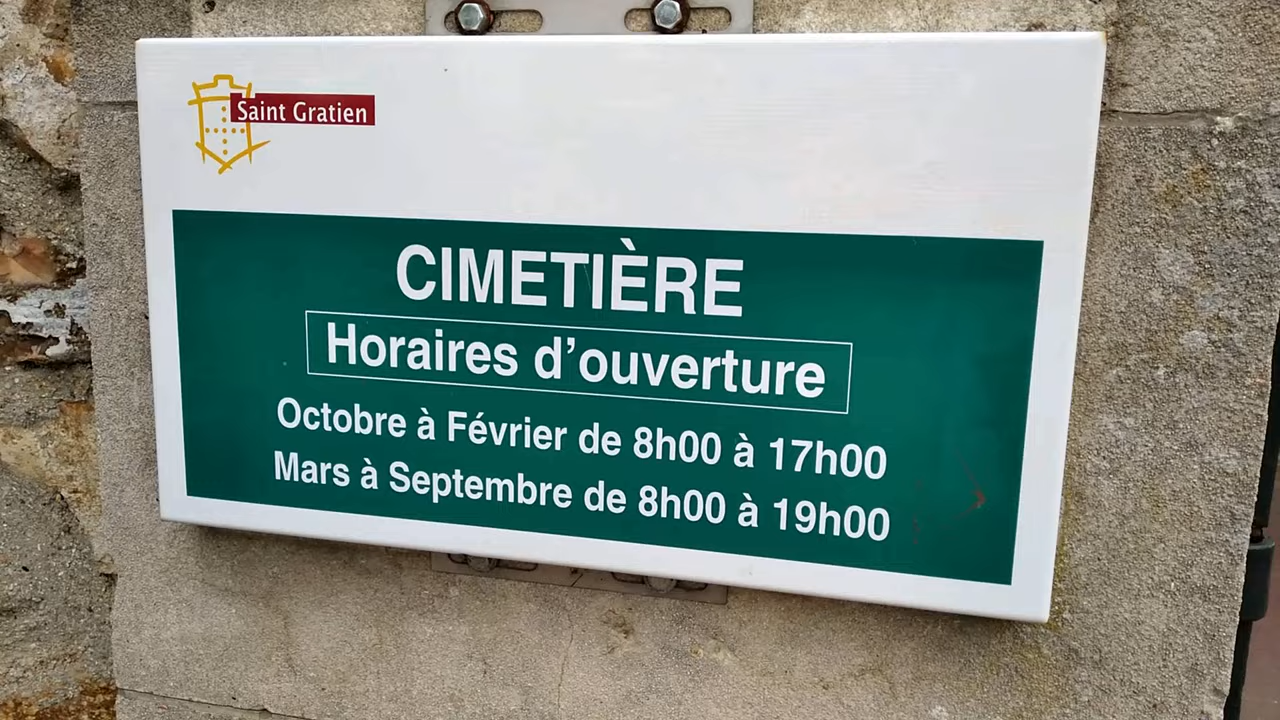 Saint Gratien
CIMETIÈRE
Horaires d'ouverture
Octobre à Février de 8h00 à 17h00
Mars à Septembre de 8h00 à 19h00